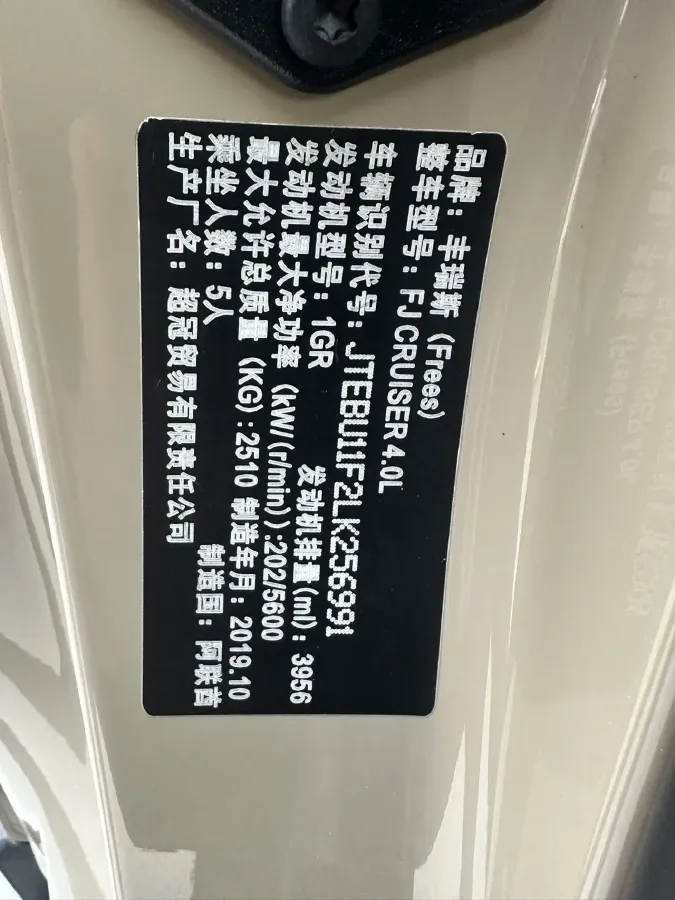 品牌：丰瑞斯（Frees）
整车型号：FJ CRUISER 4.0L
车辆识别代号：JTEBU11F2LK256991
发动机型号：1GR 发动机排量(ml)：3956
发动机最大净功率（kW/(r/min)）:202/5600
最大允许总质量（KG）:2510 制造年月：2019.10
乘坐人数：5人 制造国：阿联酋
生产厂名：超冠贸易有限责任公司